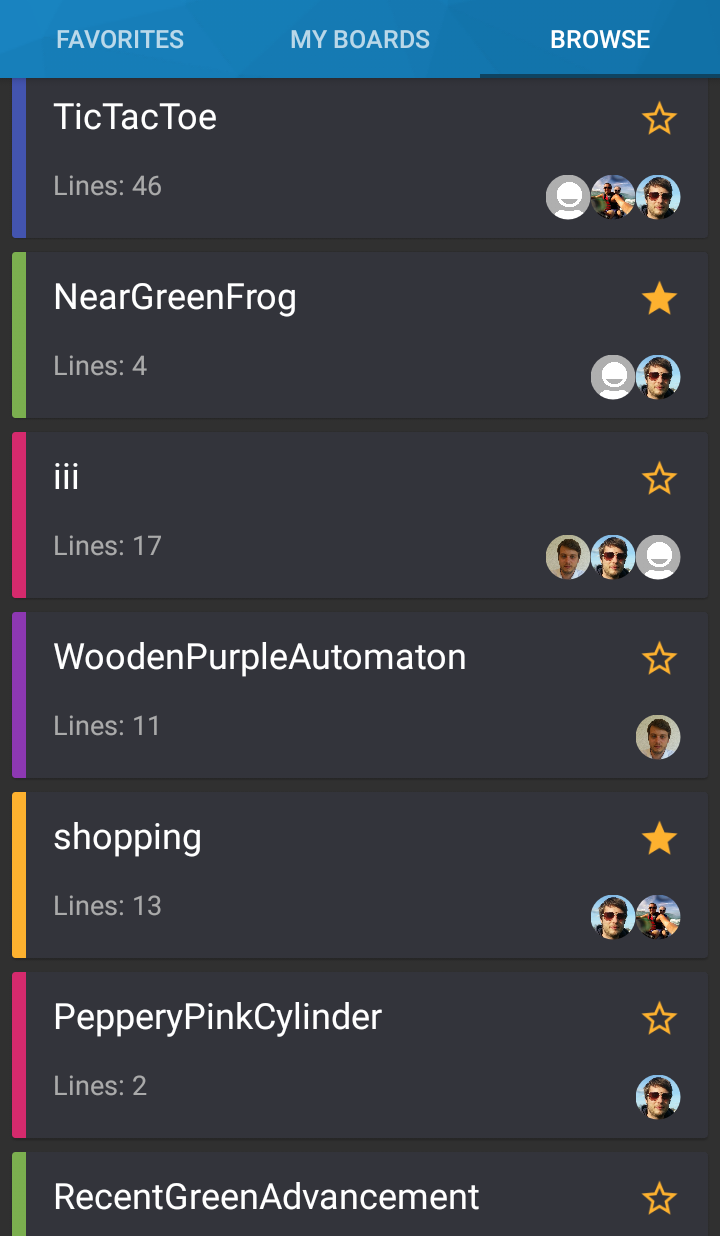 FAVORITES MY BOARDS BROWSE
TicTacToe
Lines: 46
NearGreenFrog
Lines: 4
iii
Lines: 17
WoodenPurpleAutomaton
Lines: 11
shopping
Lines: 13
PepperyPinkCylinder
Lines: 2
RecentGreenAdvancement